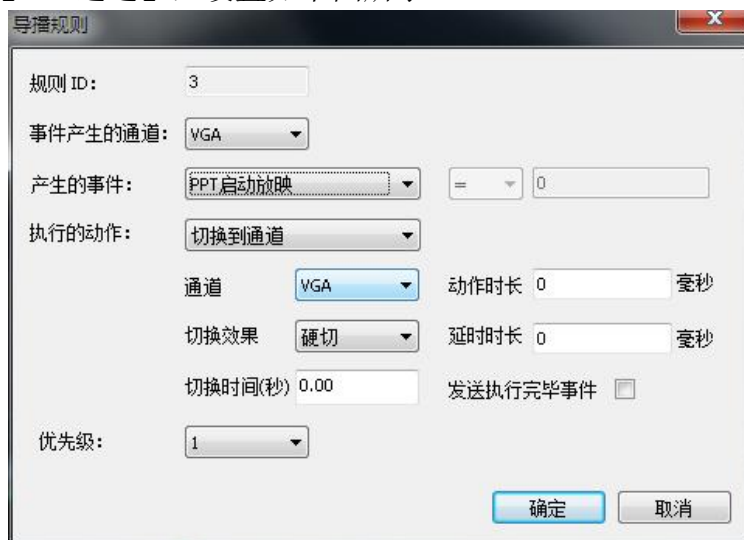 导播规则
规则 ID： 3
事件产生的通道： VGA
产生的事件： PPT启动放映 = 0
执行的动作： 切换到通道
通道 VGA 动作时长 0 毫秒
切换效果 硬切 延时时长 0 毫秒
切换时间(秒) 0.00 发送执行完毕事件
优先级： 1
确定 取消